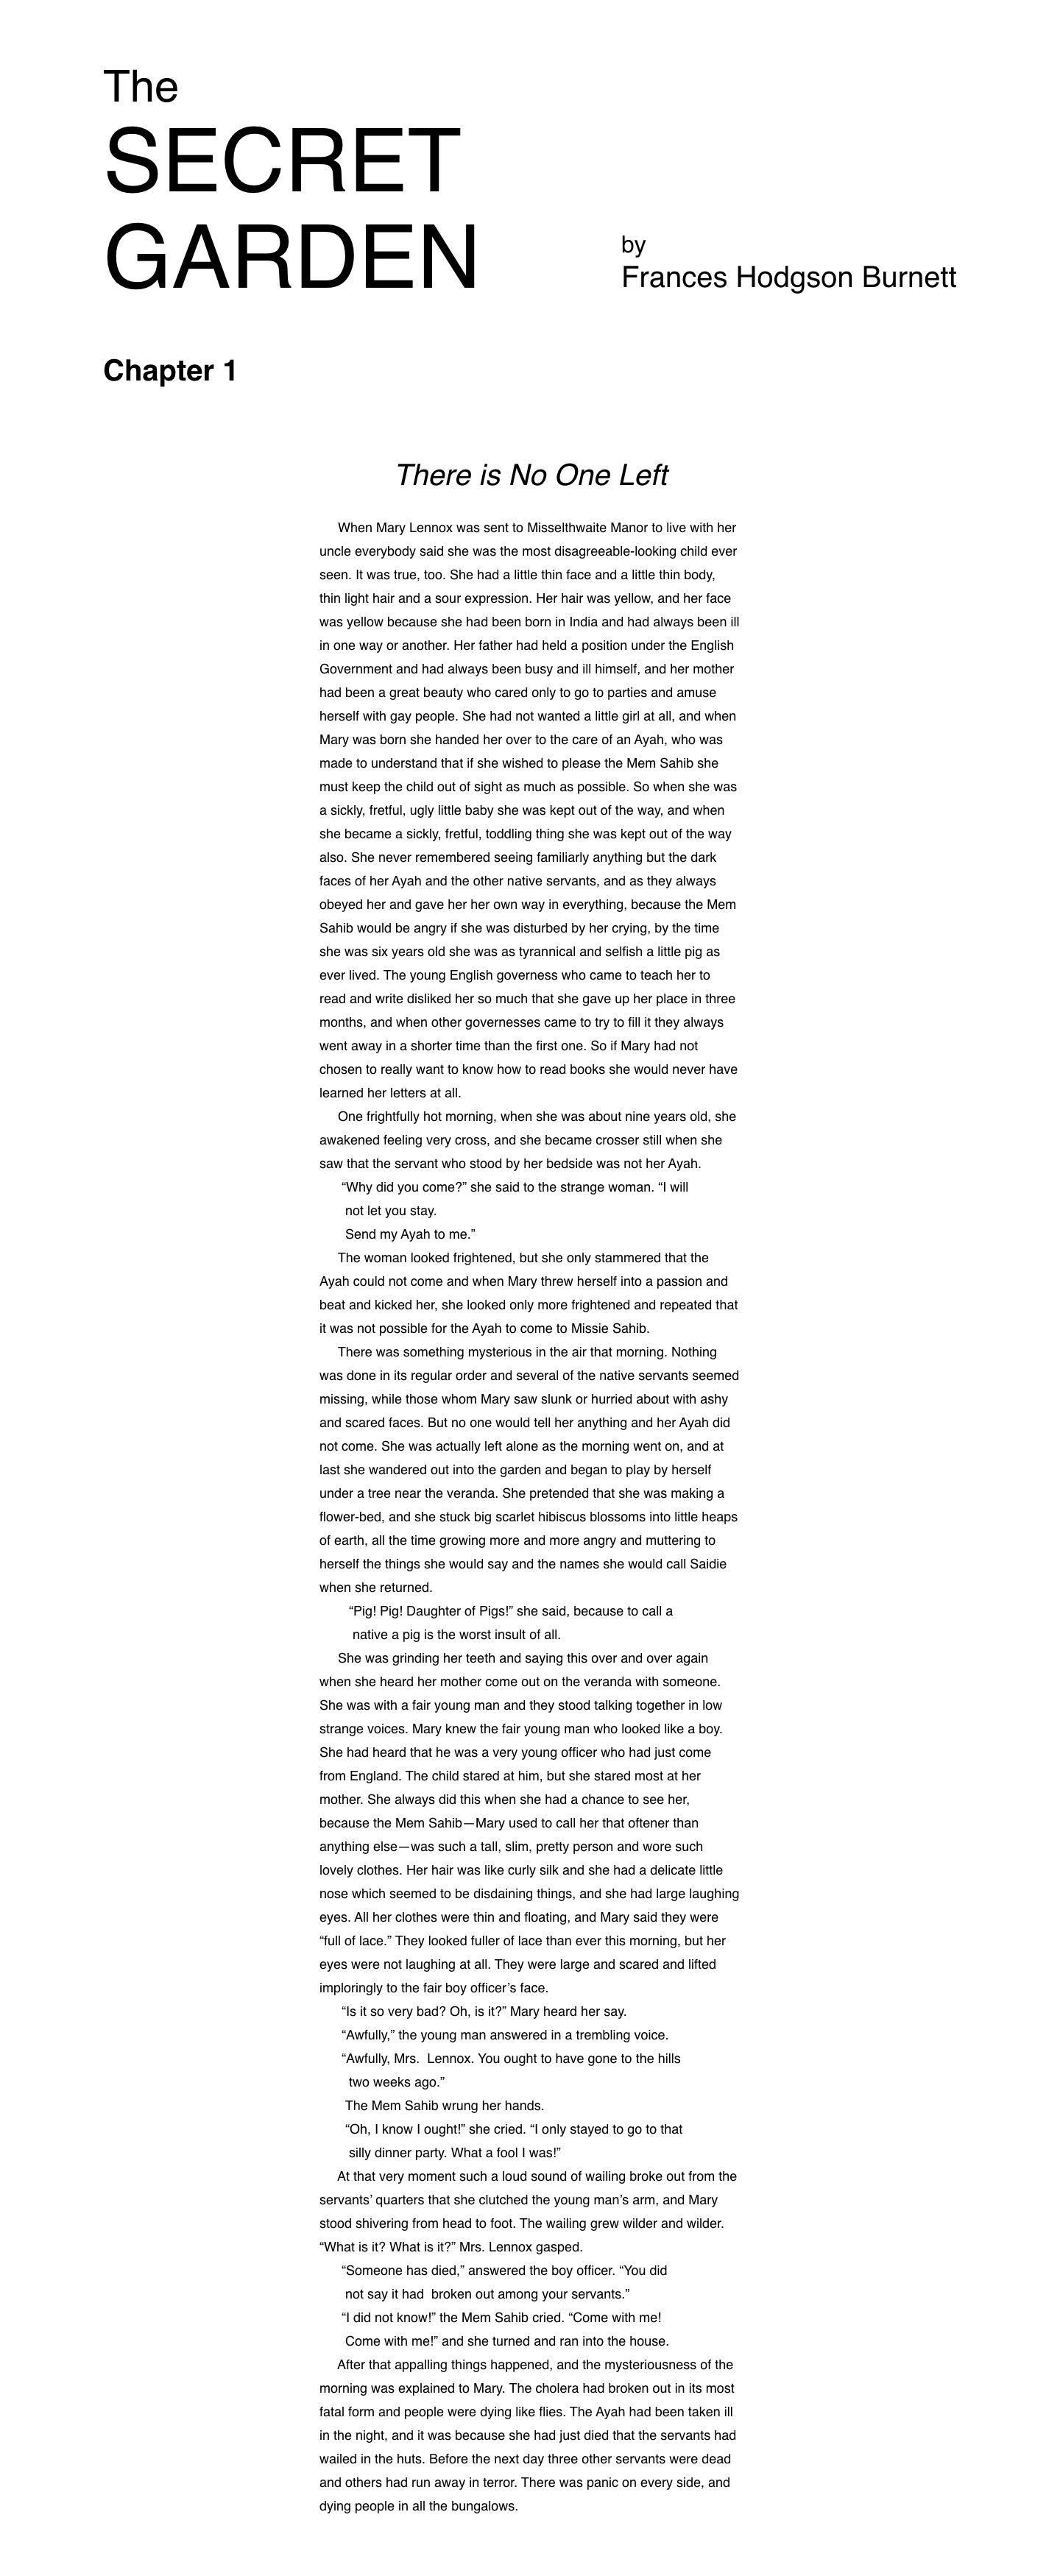 The
SECRET
GARDEN
by
Frances Hodgson Burnett
Chapter 1
There is No One Left
When Mary Lennox was sent to Misselthwaite Manor to live with her
uncle everybody said she was the most disagreeable-looking child ever
seen. It was true, too. She had a little thin face and a little thin body,
thin light hair and a sour expression. Her hair was yellow, and her face
was yellow because she had been born in India and had always been ill
in one way or another. Her father had held a position under the English
Government and had always been busy and ill himself, and her mother
had been a great beauty who cared only to go to parties and amuse
herself with gay people. She had not wanted a little girl at all, and when
Mary was born she handed her over to the care of an Ayah, who was
made to understand that if she wished to please the Mem Sahib she
must keep the child out of sight as much as possible. So when she was
a sickly, fretful, ugly little baby she was kept out of the way, and when
she became a sickly, fretful, toddling thing she was kept out of the way
also. She never remembered seeing familiarly anything but the dark
faces of her Ayah and the other native servants, and as they always
obeyed her and gave her her own way in everything, because the Mem
Sahib would be angry if she was disturbed by her crying, by the time
she was six years old she was as tyrannical and selfish a little pig as
ever lived. The young English governess who came to teach her to
read and write disliked her so much that she gave up her place in three
months, and when other governesses came to try to fill it they always
went away in a shorter time than the first one. So if Mary had not
chosen to really want to know how to read books she would never have
learned her letters at all.
One frightfully hot morning, when she was about nine years old, she
awakened feeling very cross, and she became crosser still when she
saw that the servant who stood by her bedside was not her Ayah.
“Why did you come?” she said to the strange woman. “I will
not let you stay.
Send my Ayah to me.”
The woman looked frightened, but she only stammered that the
Ayah could not come and when Mary threw herself into a passion and
beat and kicked her, she looked only more frightened and repeated that
it was not possible for the Ayah to come to Missie Sahib.
There was something mysterious in the air that morning. Nothing
was done in its regular order and several of the native servants seemed
missing, while those whom Mary saw slunk or hurried about with ashy
and scared faces. But no one would tell her anything and her Ayah did
not come. She was actually left alone as the morning went on, and at
last she wandered out into the garden and began to play by herself
under a tree near the veranda. She pretended that she was making a
flower-bed, and she stuck big scarlet hibiscus blossoms into little heaps
of earth, all the time growing more and more angry and muttering to
herself the things she would say and the names she would call Saidie
when she returned.
“Pig! Pig! Daughter of Pigs!” she said, because to call a
native a pig is the worst insult of all.
She was grinding her teeth and saying this over and over again
when she heard her mother come out on the veranda with someone.
She was with a fair young man and they stood talking together in low
strange voices. Mary knew the fair young man who looked like a boy.
She had heard that he was a very young officer who had just come
from England. The child stared at him, but she stared most at her
mother. She always did this when she had a chance to see her,
because the Mem Sahib—Mary used to call her that oftener than
anything else—was such a tall, slim, pretty person and wore such
lovely clothes. Her hair was like curly silk and she had a delicate little
nose which seemed to be disdaining things, and she had large laughing
eyes. All her clothes were thin and floating, and Mary said they were
“full of lace.” They looked fuller of lace than ever this morning, but her
eyes were not laughing at all. They were large and scared and lifted
imploringly to the fair boy officer’s face.
“Is it so very bad? Oh, is it?” Mary heard her say.
“Awfully,” the young man answered in a trembling voice.
“Awfully, Mrs.  Lennox. You ought to have gone to the hills
two weeks ago.”
The Mem Sahib wrung her hands.
“Oh, I know I ought!” she cried. “I only stayed to go to that
silly dinner party. What a fool I was!”
At that very moment such a loud sound of wailing broke out from the
servants’ quarters that she clutched the young man’s arm, and Mary
stood shivering from head to foot. The wailing grew wilder and wilder.
“What is it? What is it?” Mrs. Lennox gasped.
“Someone has died,” answered the boy officer. “You did
not say it had  broken out among your servants.”
“I did not know!” the Mem Sahib cried. “Come with me!
Come with me!” and she turned and ran into the house.
After that appalling things happened, and the mysteriousness of the
morning was explained to Mary. The cholera had broken out in its most
fatal form and people were dying like flies. The Ayah had been taken ill
in the night, and it was because she had just died that the servants had
wailed in the huts. Before the next day three other servants were dead
and others had run away in terror. There was panic on every side, and
dying people in all the bungalows.